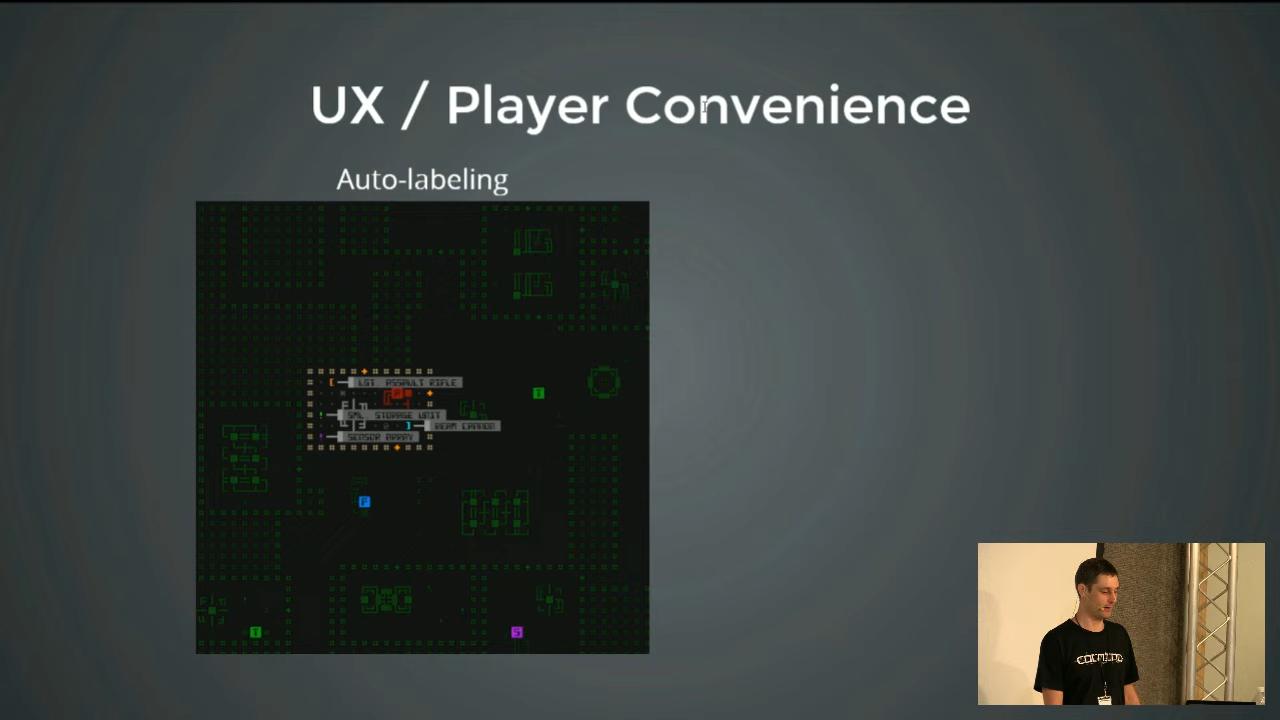 UX / Player Convenience
Auto-labeling
LGT. ASSAULT RIFLE
SML. STORAGE UNIT
BEAM CANNON
SENSOR ARRAY
T
F
T
S